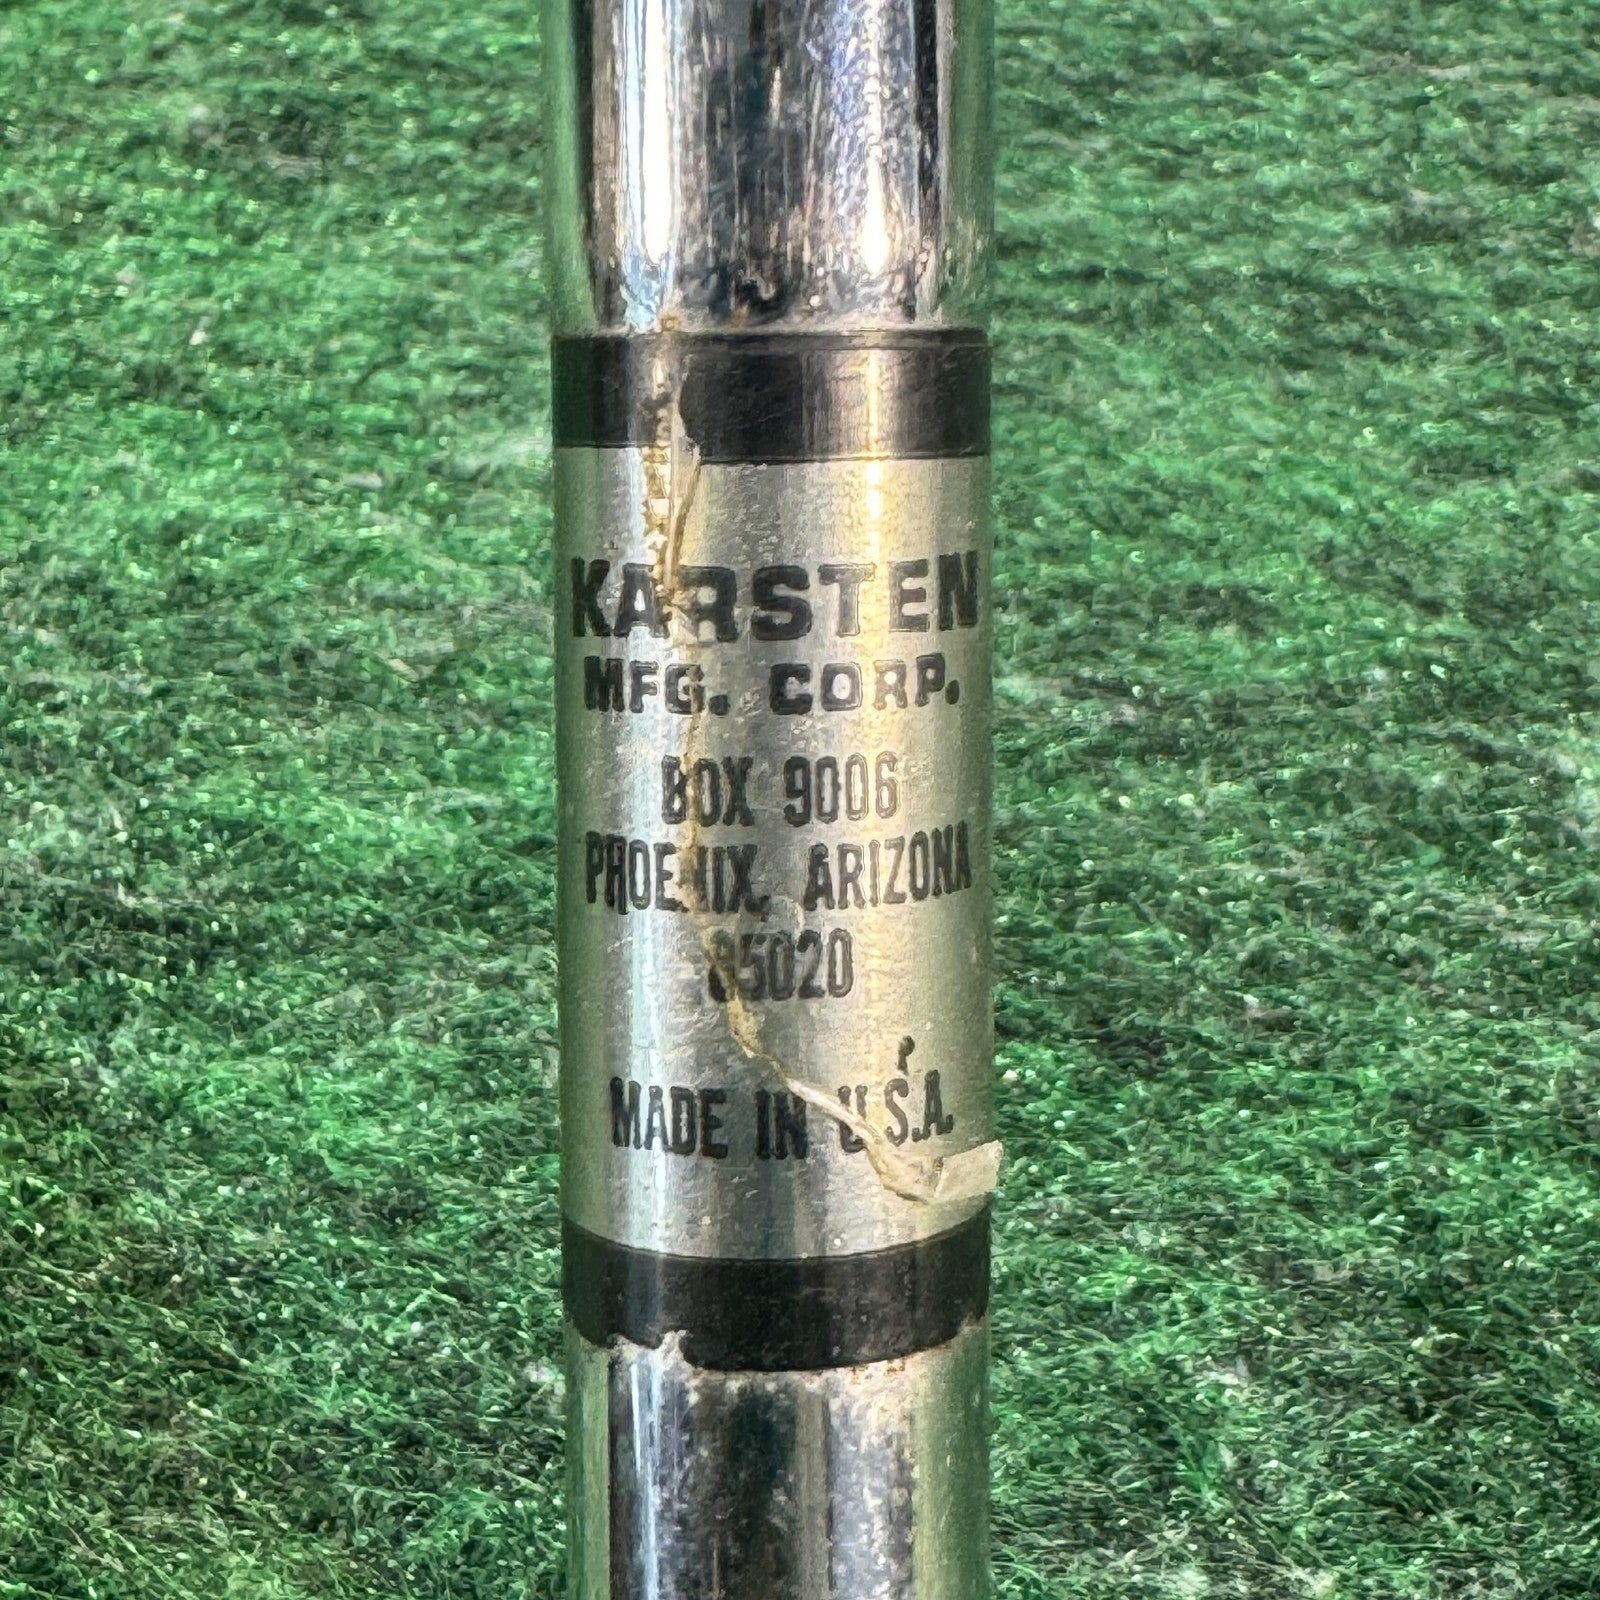 KARSTEN
MFG. CORP.
BOX 9006
PHOENIX, ARIZONA
85020
MADE IN U.S.A.